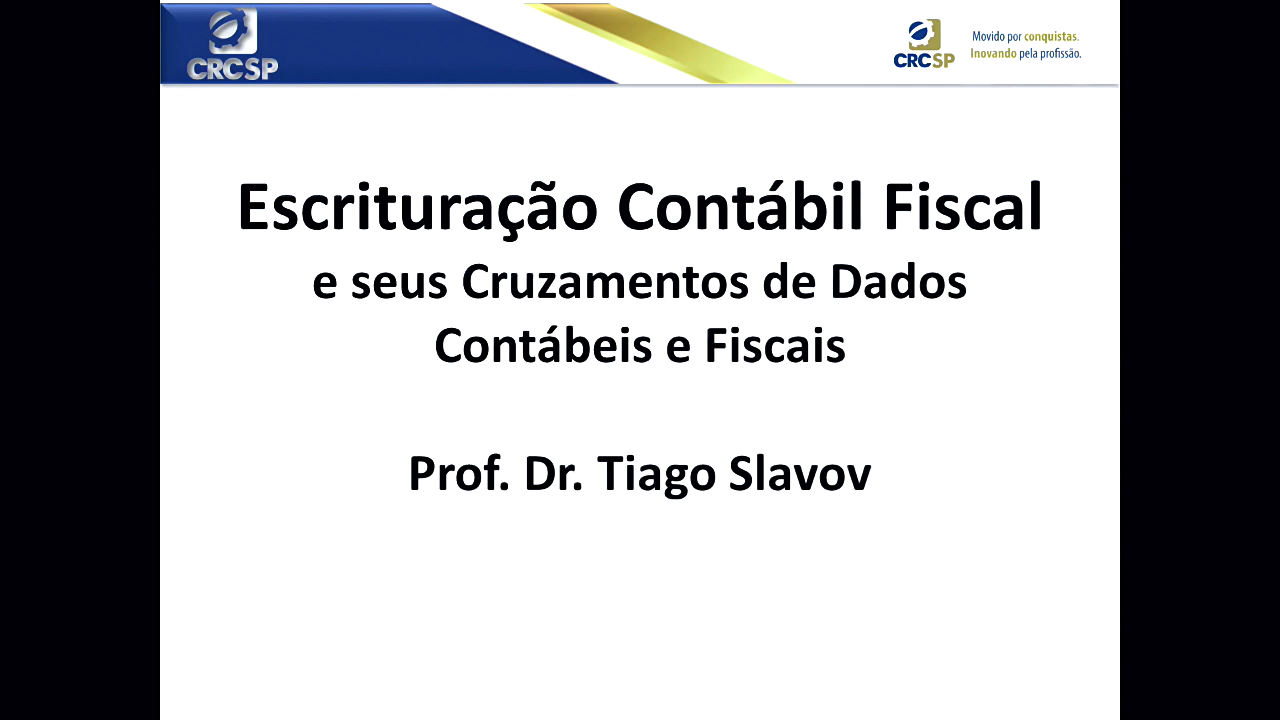 CRCSP
CRCSP
Movido por conquistas.
Inovando pela profissão.
Escrituração Contábil Fiscal
e seus Cruzamentos de Dados
Contábeis e Fiscais
Prof. Dr. Tiago Slavov